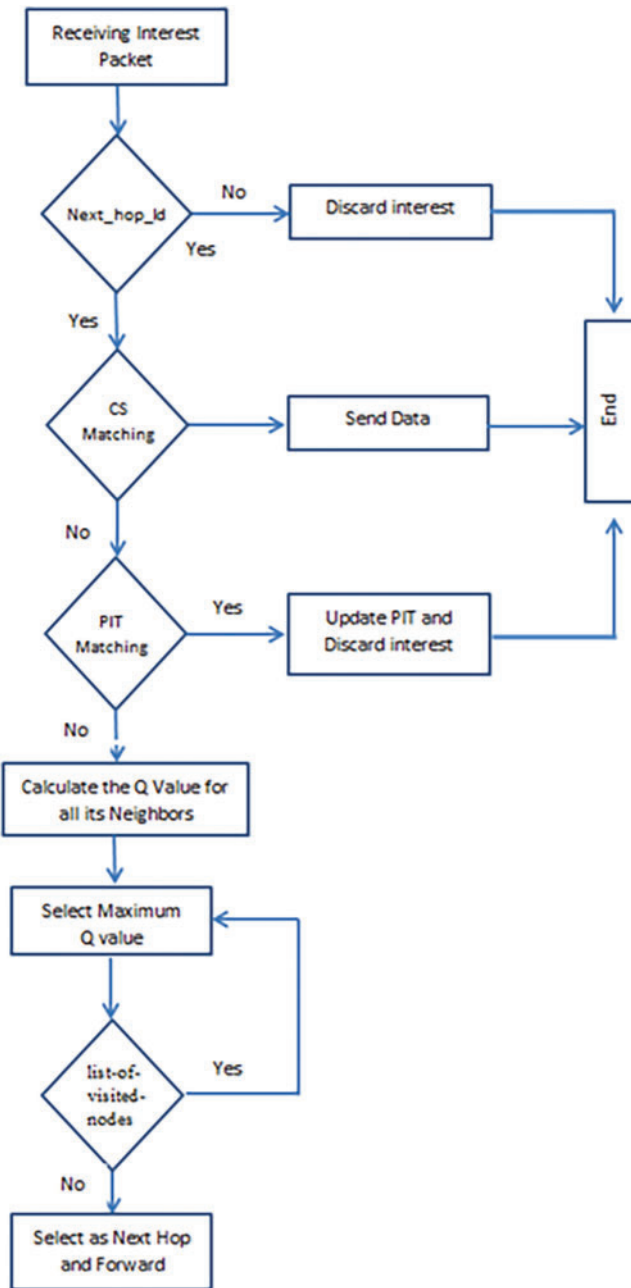 Receiving Interest
Packet
Next_hop_Id
No
Discard interest
Yes
Yes
CS
Matching
Send Data
End
No
PIT
Matching
Yes
Update PIT and
Discard interest
No
Calculate the Q Value for
all its Neighbors
Select Maximum
Q value
list-of-
visited-
nodes
Yes
No
Select as Next Hop
and Forward